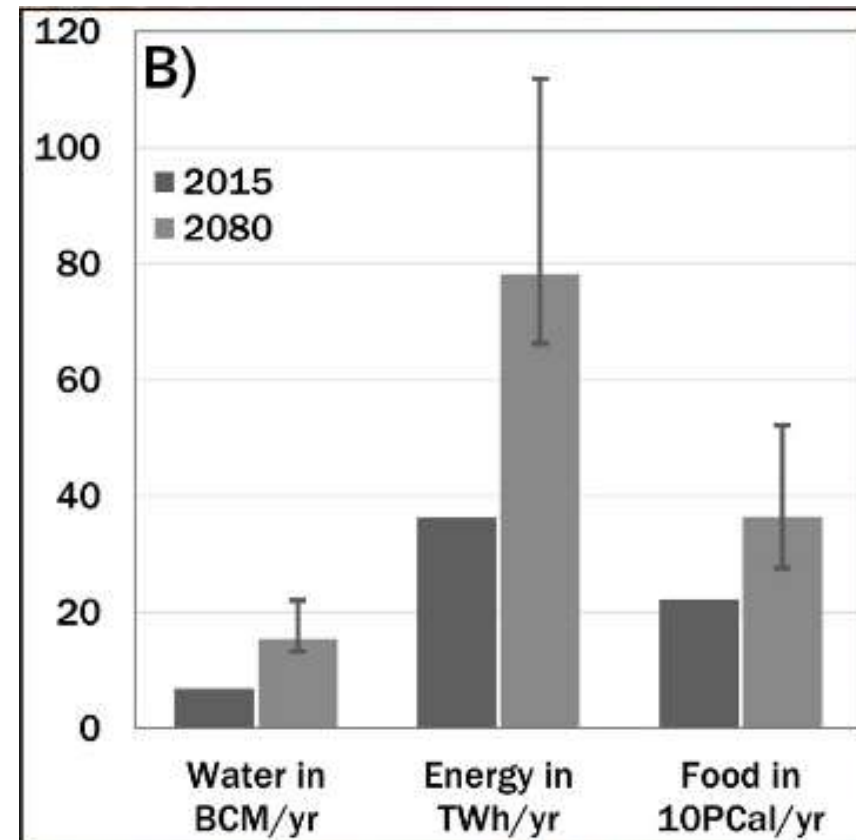 B)
2015
2080
120
100
80
60
40
20
0
Water in
BCM/yr
Energy in
TWh/yr
Food in
10PCal/yr